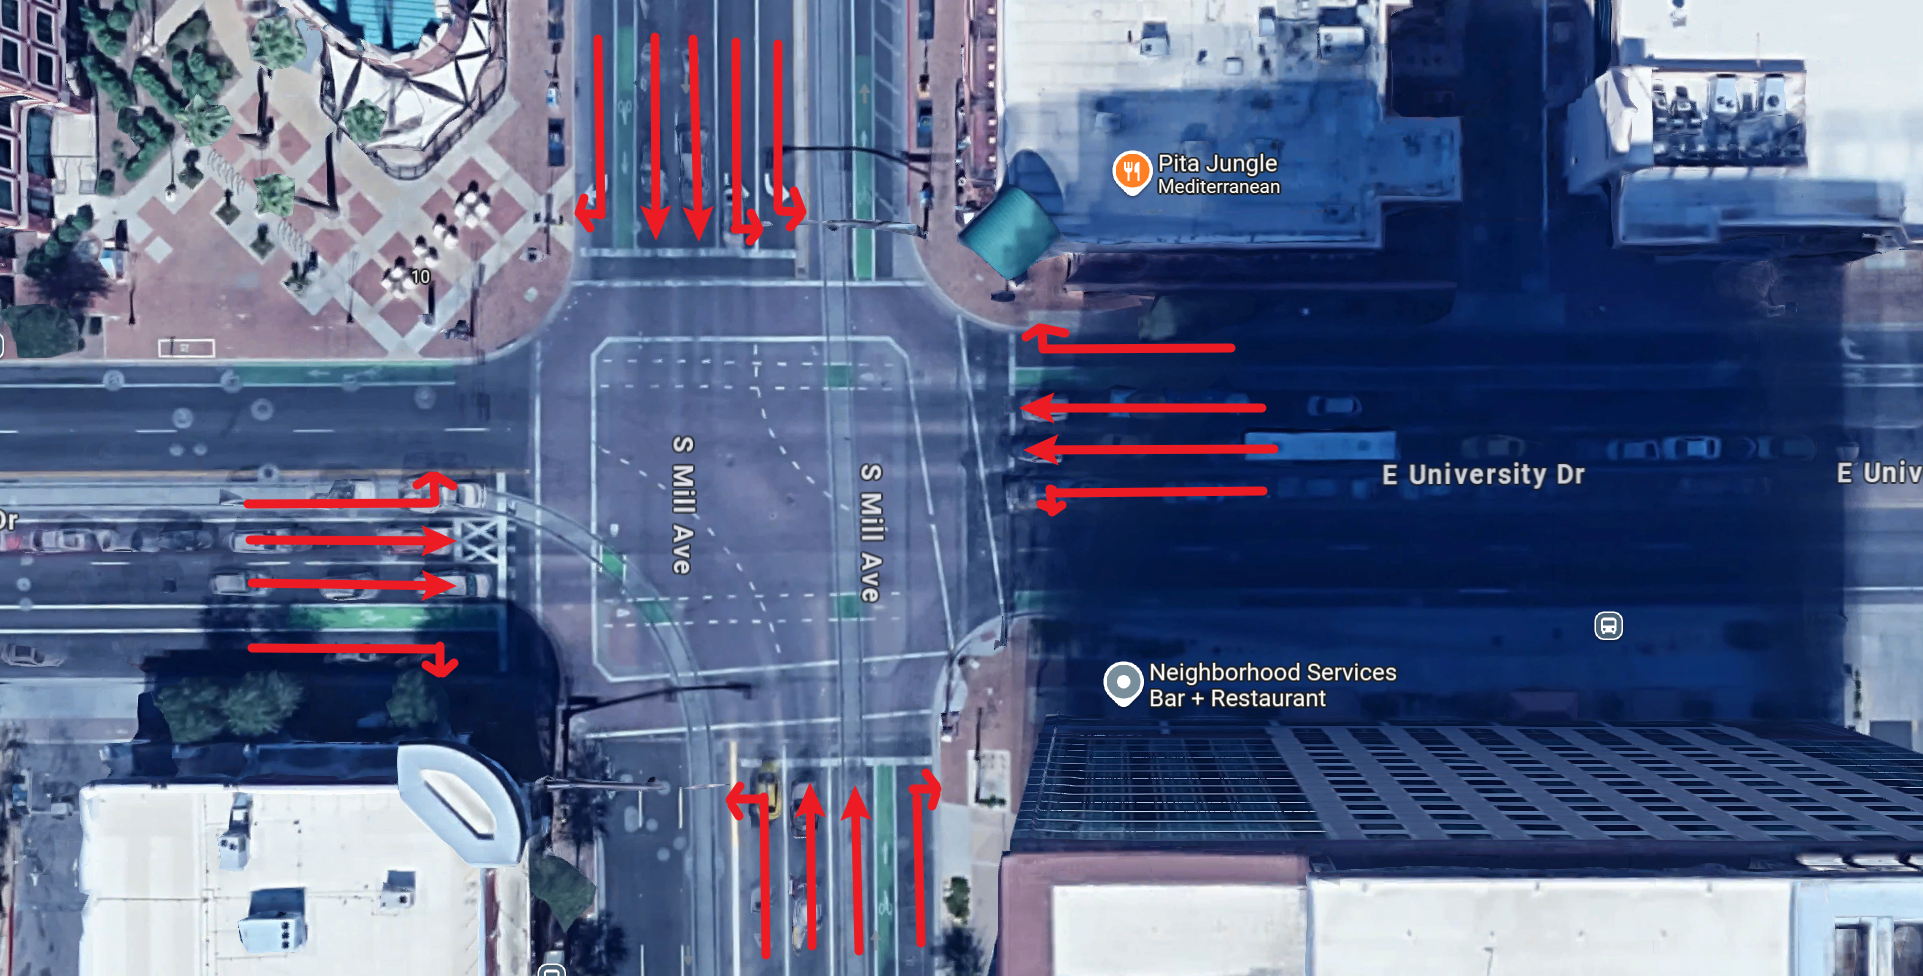 Pita Jungle
Mediterranean
10
S Mill Ave
S Mill Ave
E University Dr
E Univ
Dr
Neighborhood Services
Bar + Restaurant